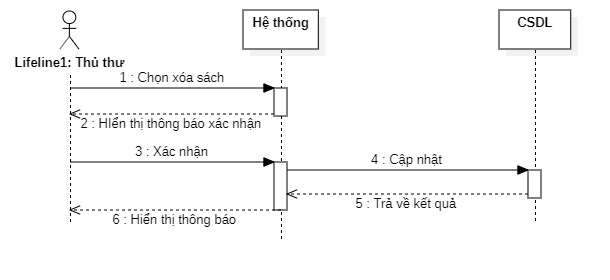 Hệ thống
CSDL
Lifeline1: Thủ thư
1 : Chọn xóa sách
2 : HIển thị thông báo xác nhận
3 : Xác nhận
4 : Cập nhật
5 : Trả về kết quả
6 : Hiển thị thông báo